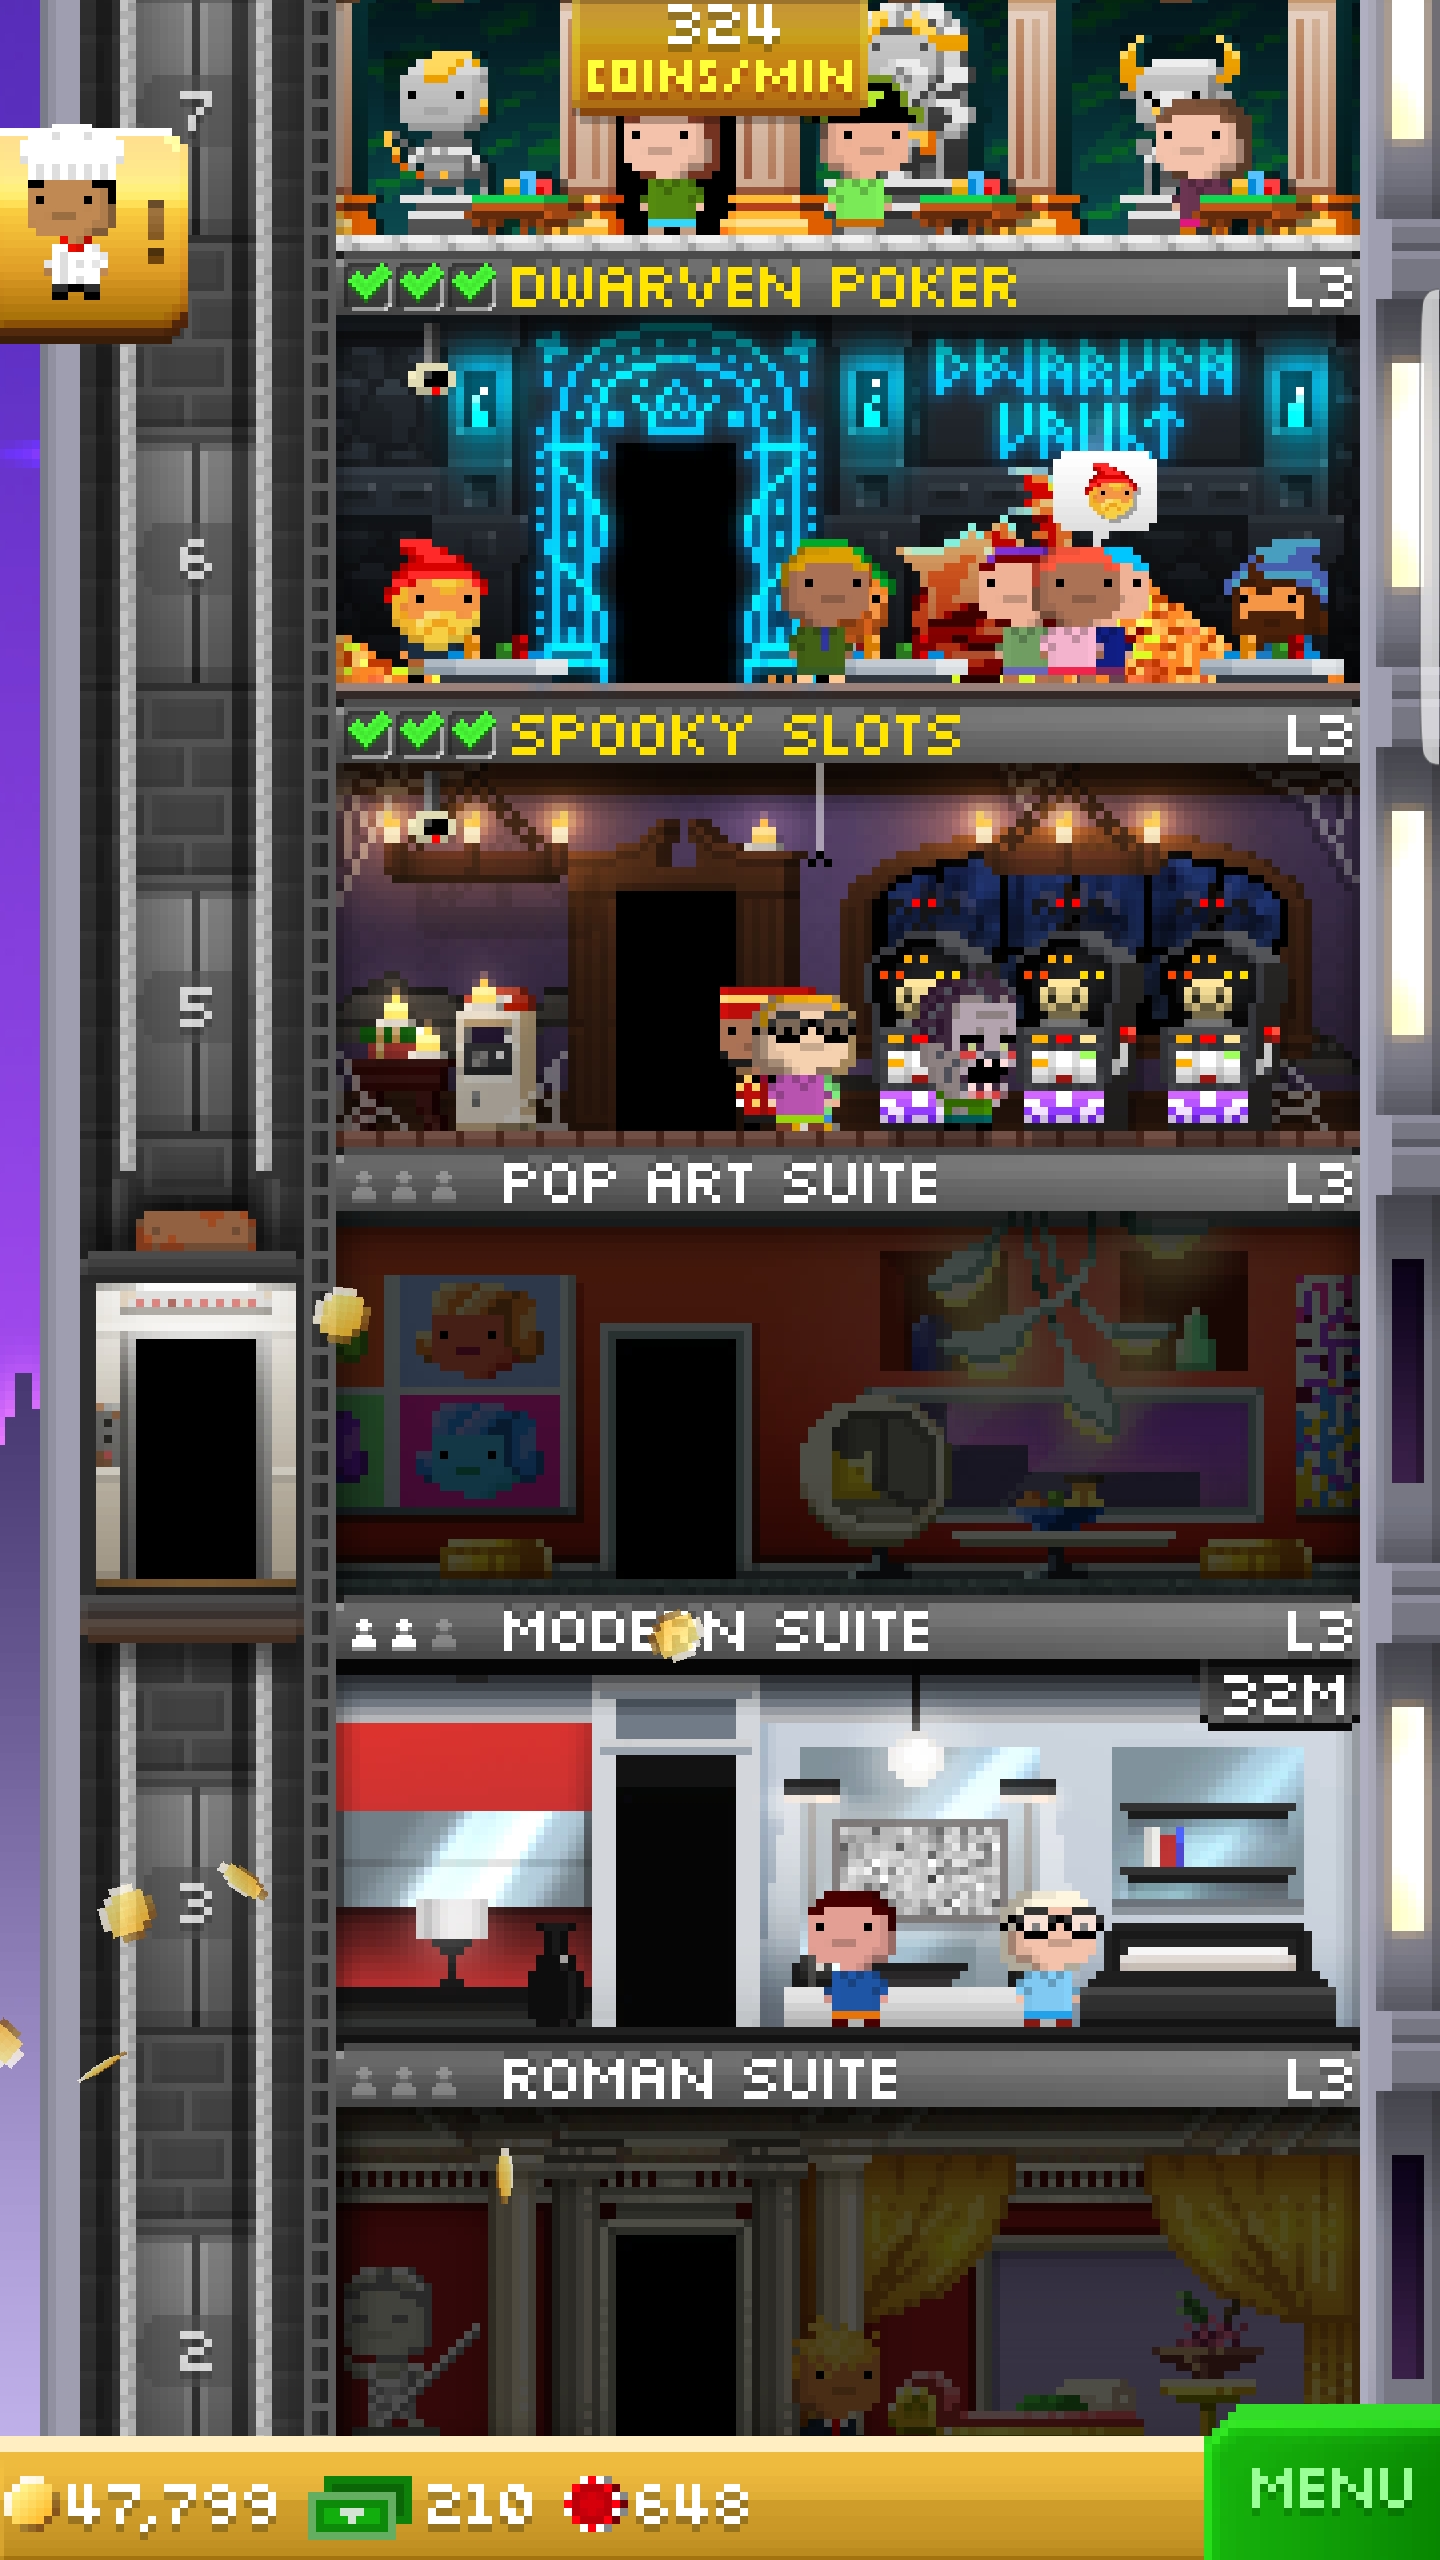 324
COINS/MIN
7
!
DWARVEN POKER L3
DWARVEN
VAULT
6
SPOOKY SLOTS L3
5
POP ART SUITE L3
MODERN SUITE L3
32M
3
ROMAN SUITE L3
2
47,799 210 648
MENU